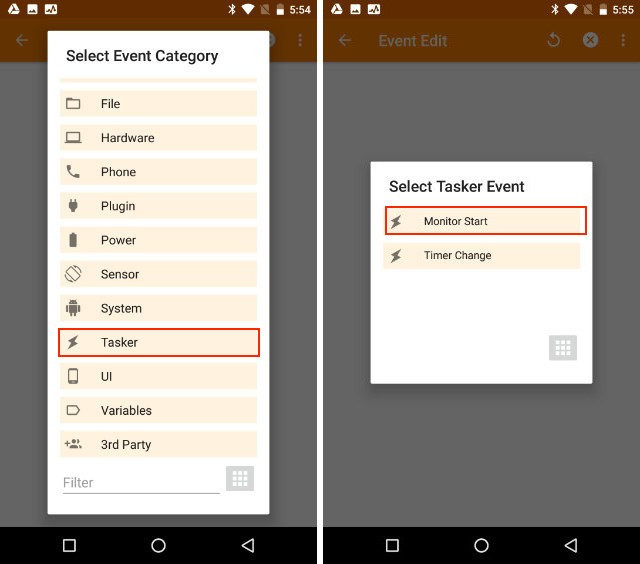 5:54
Select Event Category
File
Hardware
Phone
Plugin
Power
Sensor
System
Tasker
UI
Variables
3rd Party
Filter
5:55
Event Edit
Select Tasker Event
Monitor Start
Timer Change